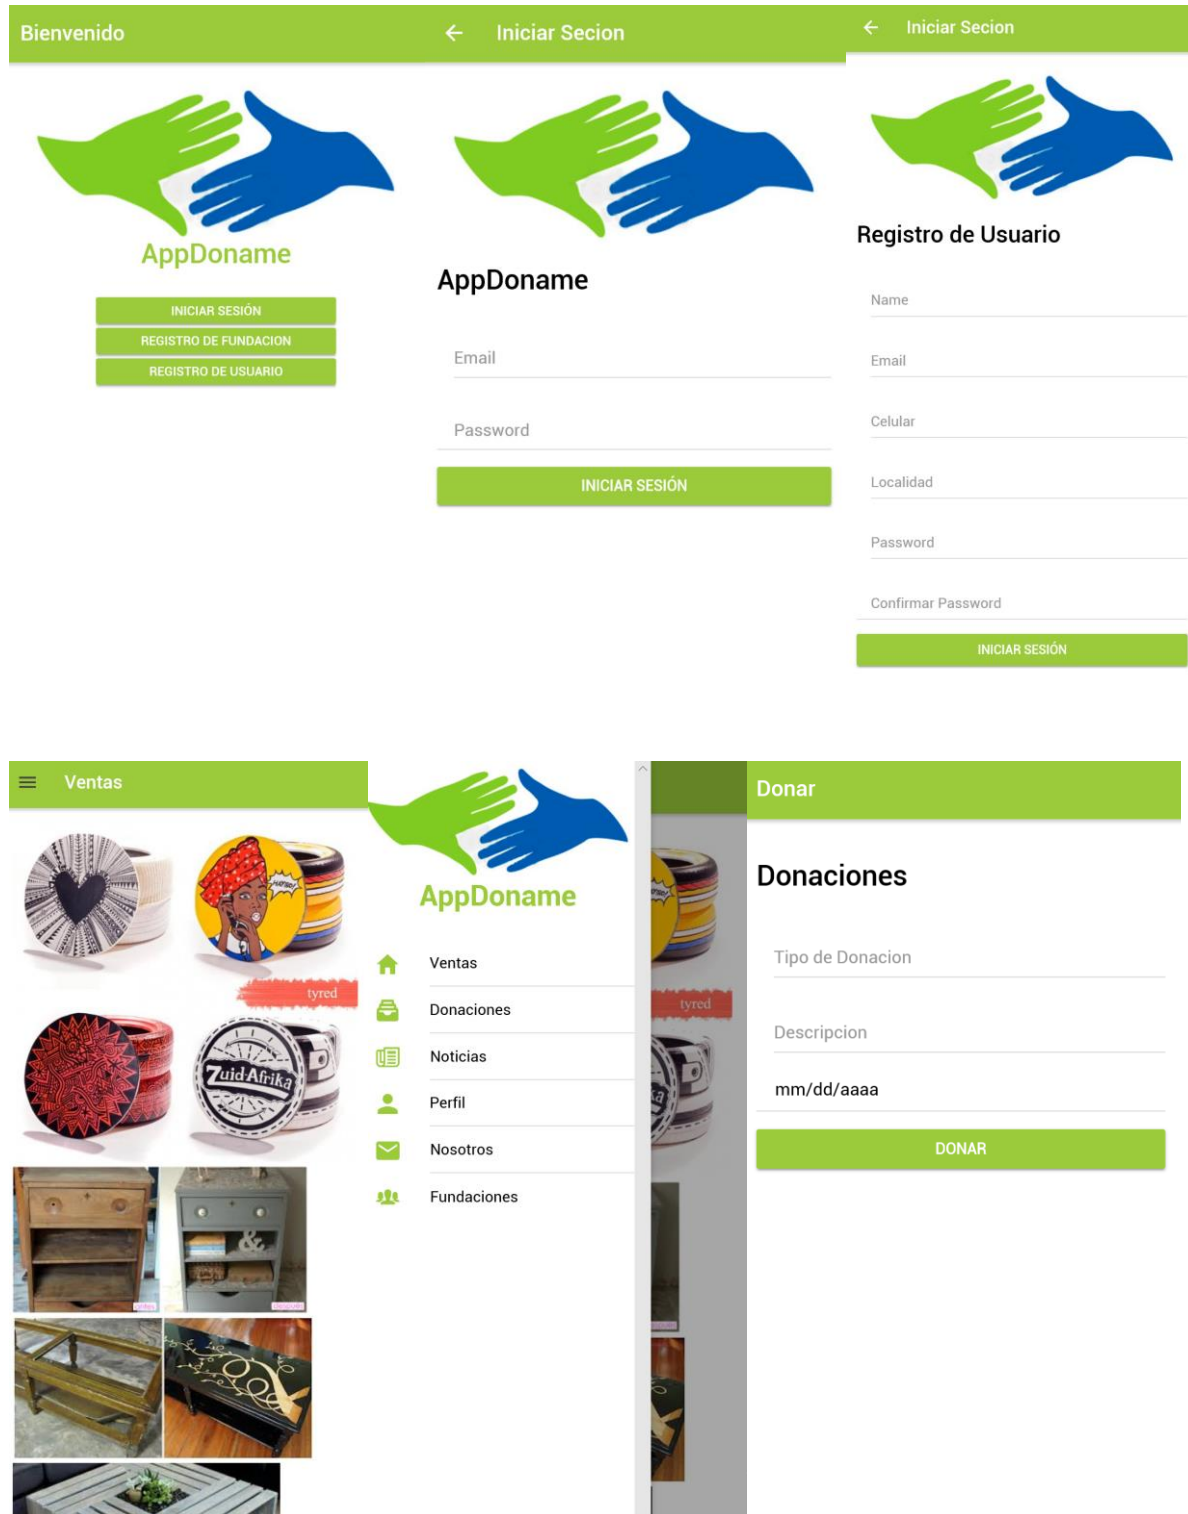 Bienvenido
AppDoname
INICIAR SESIÓN
REGISTRO DE FUNDACION
REGISTRO DE USUARIO
Iniciar Secion
AppDoname
Email
Password
INICIAR SESIÓN
Iniciar Secion
Registro de Usuario
Name
Email
Celular
Localidad
Password
Confirmar Password
INICIAR SESIÓN
Ventas
tyred
Zuid-Afrika
&
después
AppDoname
Ventas
Donaciones
Noticias
Perfil
Nosotros
Fundaciones
tyred
Donar
Donaciones
Tipo de Donacion
Descripcion
mm/dd/aaaa
DONAR